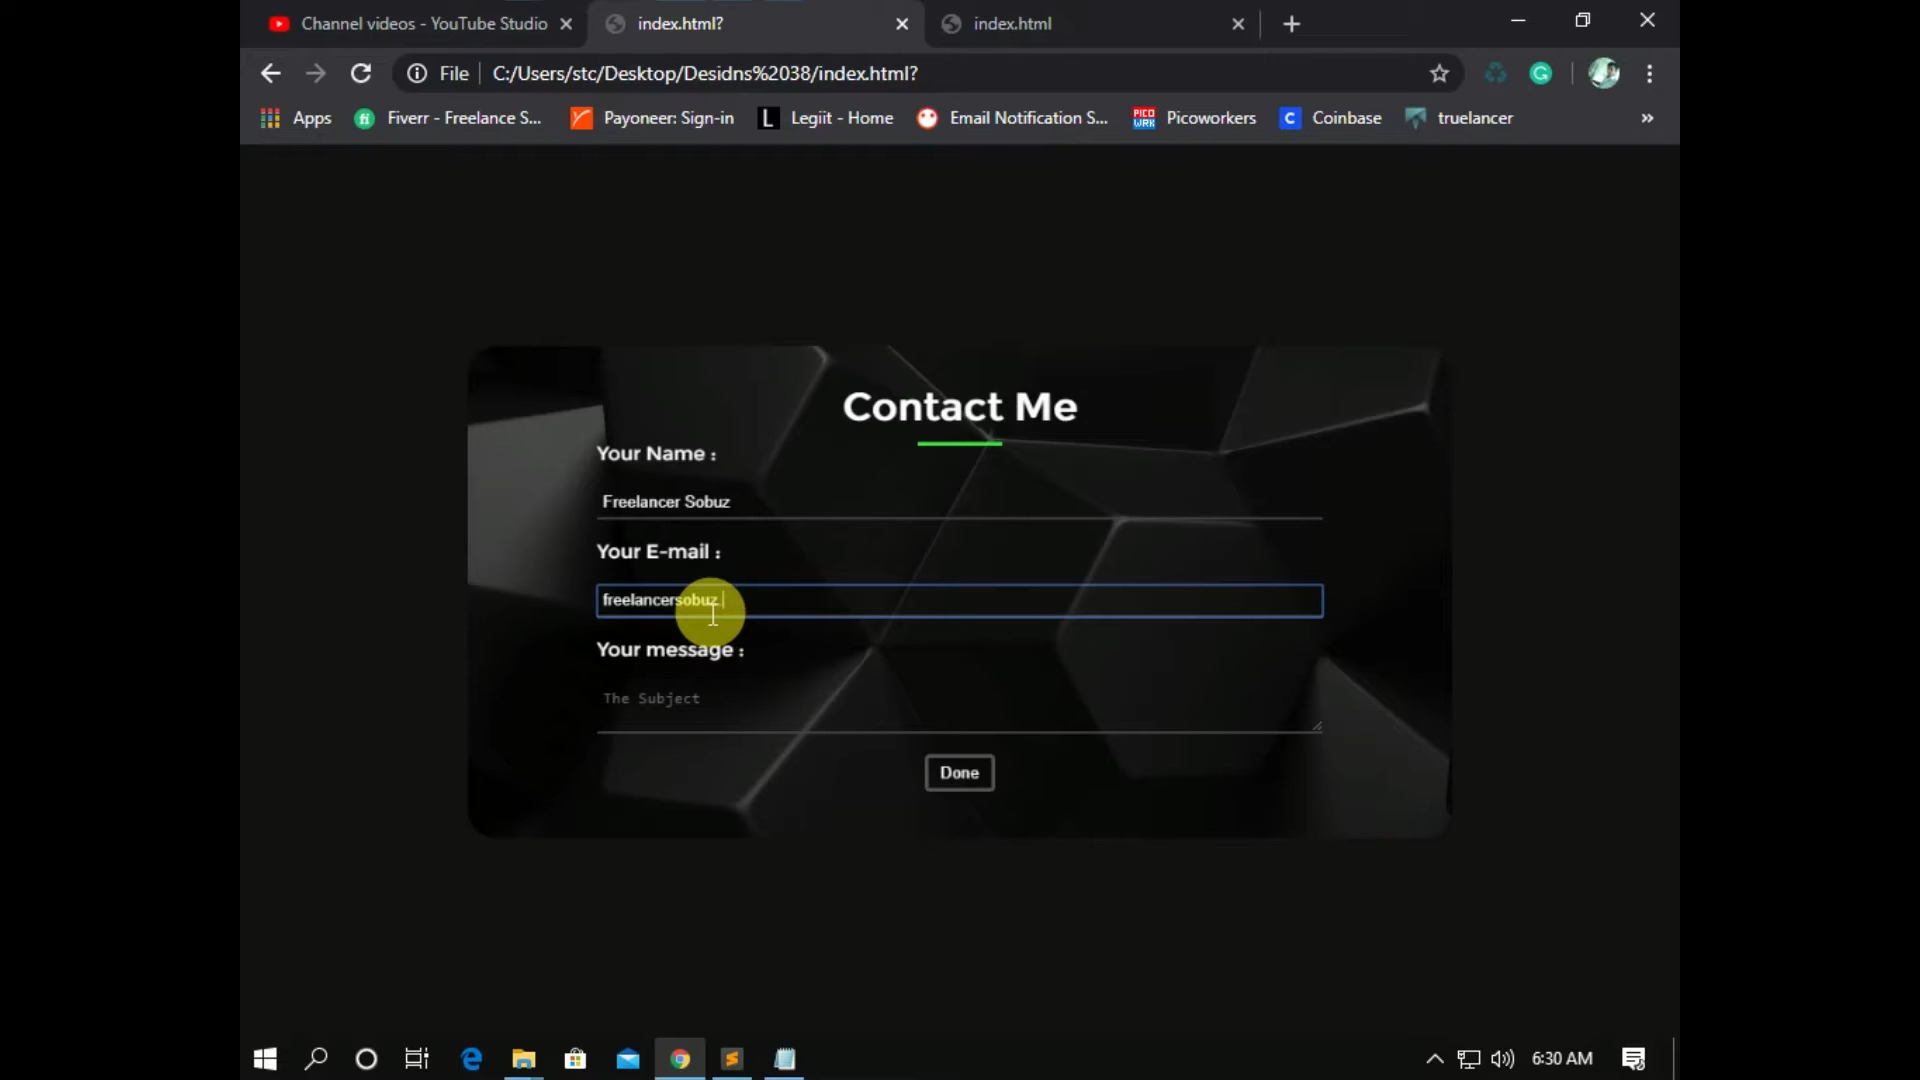 Channel videos - YouTube Studio
index.html?
index.html
File
C:/Users/stc/Desktop/Desidns%2038/index.html?
Apps
Fiverr - Freelance S...
Payoneer: Sign-in
L
Legiit - Home
Email Notification S...
PICO WRK
Picoworkers
C
Coinbase
truelancer
»
Contact Me
Your Name :
Freelancer Sobuz
Your E-mail :
freelancersobuz
Your message :
The Subject
Done
6:30 AM